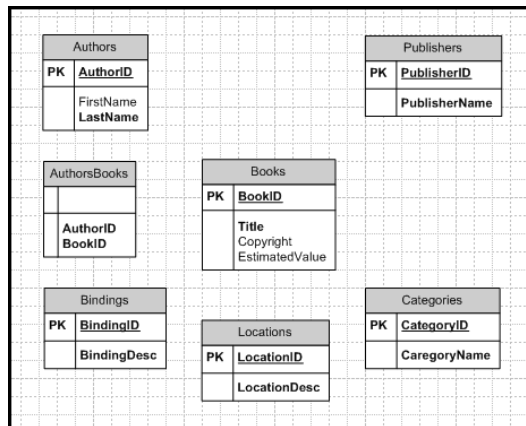 Authors
PK AuthorID
FirstName
LastName
Publishers
PK PublisherID
PublisherName
AuthorsBooks
AuthorID
BookID
Books
PK BookID
Title
Copyright
EstimatedValue
Bindings
PK BindingID
BindingDesc
Locations
PK LocationID
LocationDesc
Categories
PK CategoryID
CaregoryName